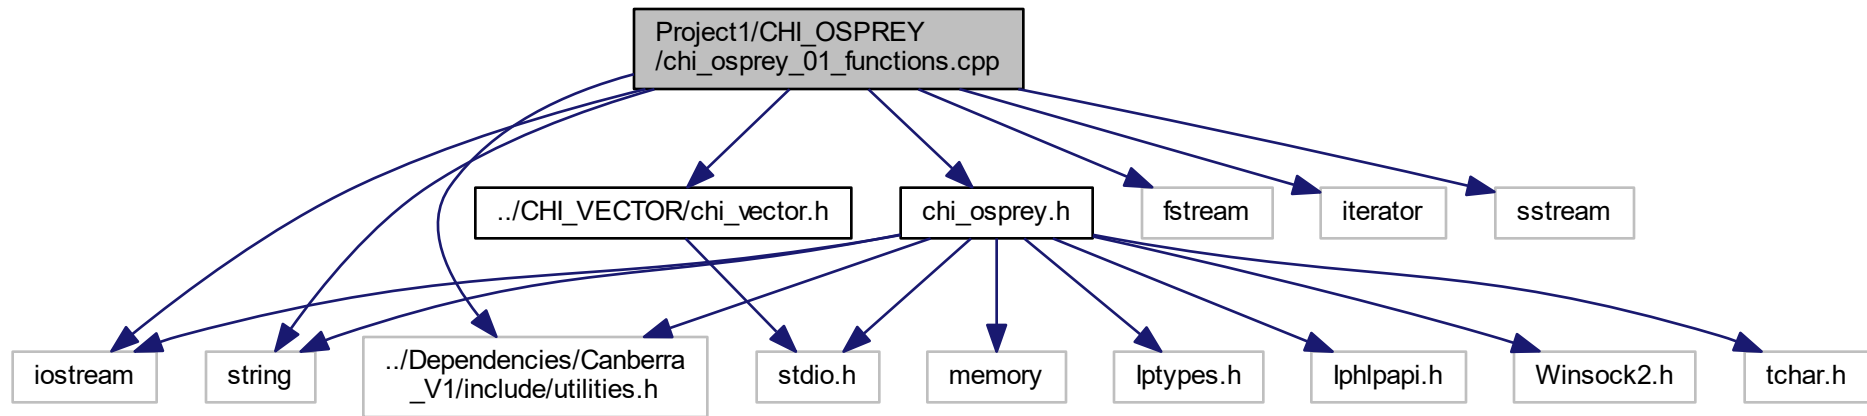 Project1/CHI_OSPREY
/chi_osprey_01_functions.cpp
../CHI_VECTOR/chi_vector.h
chi_osprey.h
fstream
iterator
sstream
iostream
string
../Dependencies/Canberra
_V1/include/utilities.h
stdio.h
memory
Iptypes.h
Iphlpapi.h
Winsock2.h
tchar.h